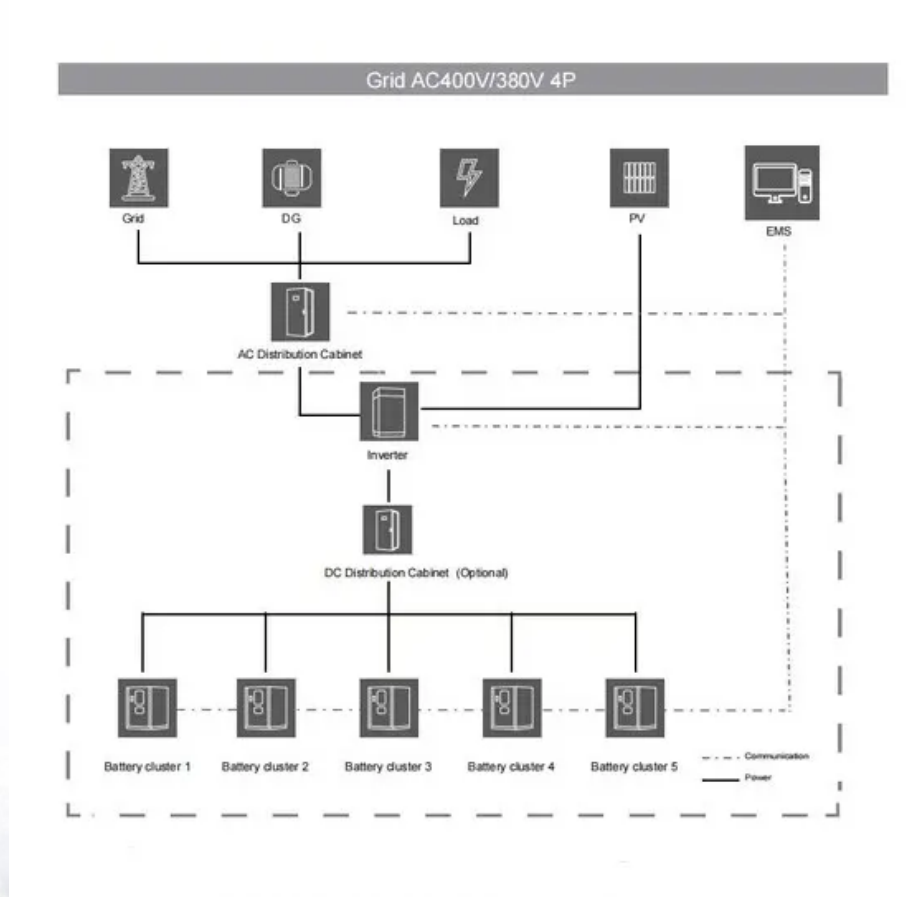 Grid AC400V/380V 4P
Grid
DG
Load
PV
EMS
AC Distribution Cabinet
Inverter
DC Distribution Cabinet (Optional)
Battery cluster 1
Battery cluster 2
Battery cluster 3
Battery cluster 4
Battery cluster 5
Communication
Power